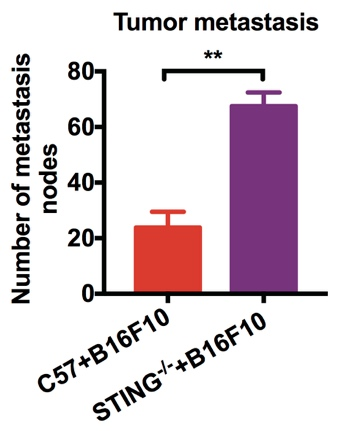 Tumor metastasis
**
Number of metastasis
nodes
80
60
40
20
0
C57+B16F10
STING-/-+B16F10